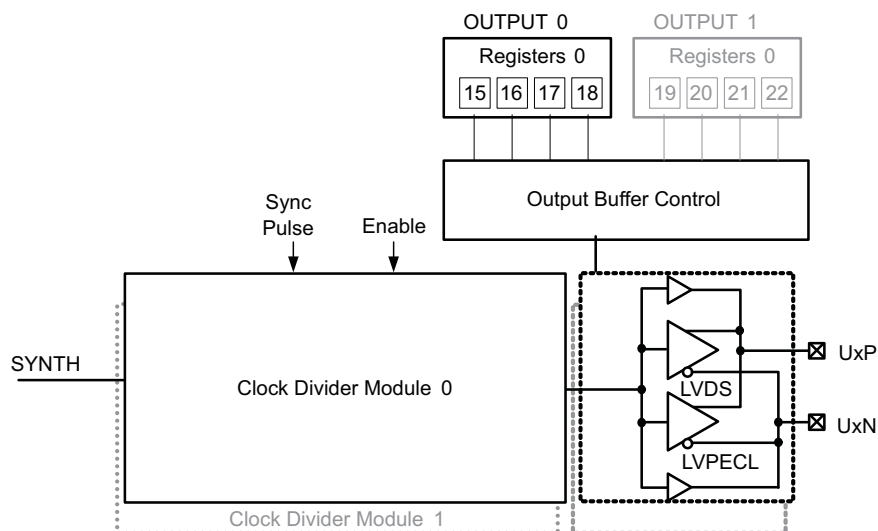 OUTPUT 0
OUTPUT 1
Registers 0
Registers 0
15 16 17 18
19 20 21 22
Output Buffer Control
Sync
Pulse
Enable
SYNTH
Clock Divider Module 0
UxP
LVDS
UxN
LVPECL
Clock Divider Module 1